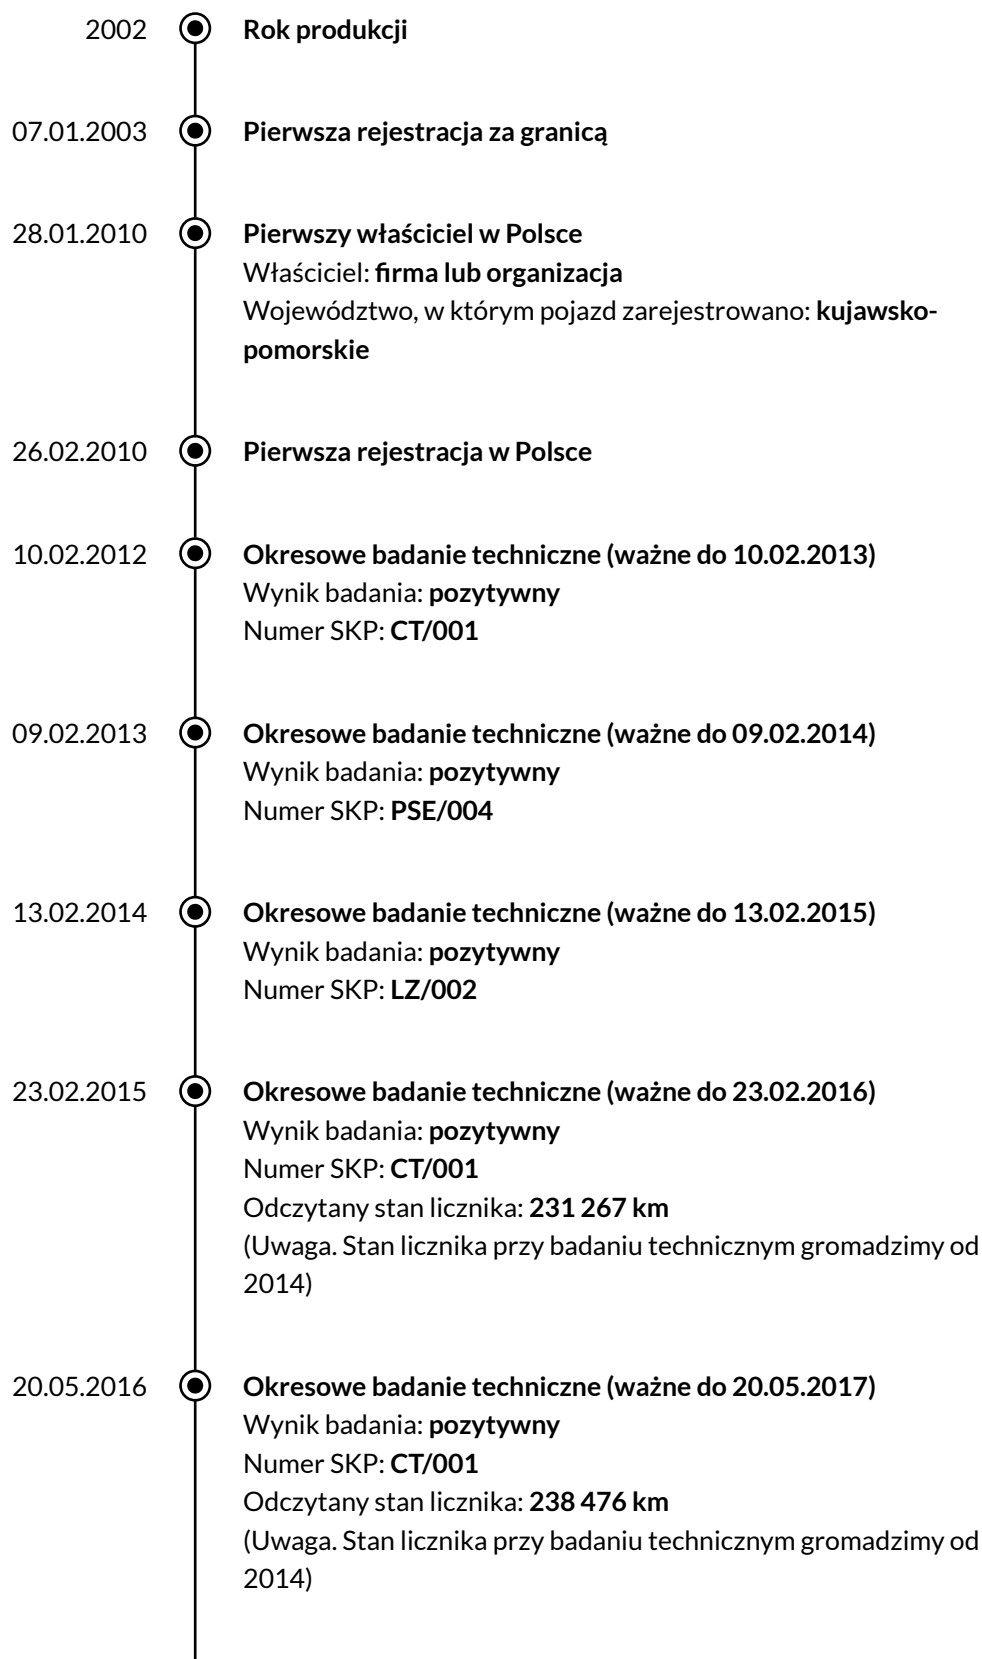 2002 Rok produkcji
07.01.2003 Pierwsza rejestracja za granicą
28.01.2010 Pierwszy właściciel w Polsce
Właściciel: firma lub organizacja
Województwo, w którym pojazd zarejestrowano: kujawsko-
pomorskie
26.02.2010 Pierwsza rejestracja w Polsce
10.02.2012 Okresowe badanie techniczne (ważne do 10.02.2013)
Wynik badania: pozytywny
Numer SKP: CT/001
09.02.2013 Okresowe badanie techniczne (ważne do 09.02.2014)
Wynik badania: pozytywny
Numer SKP: PSE/004
13.02.2014 Okresowe badanie techniczne (ważne do 13.02.2015)
Wynik badania: pozytywny
Numer SKP: LZ/002
23.02.2015 Okresowe badanie techniczne (ważne do 23.02.2016)
Wynik badania: pozytywny
Numer SKP: CT/001
Odczytany stan licznika: 231 267 km
(Uwaga. Stan licznika przy badaniu technicznym gromadzimy od
2014)
20.05.2016 Okresowe badanie techniczne (ważne do 20.05.2017)
Wynik badania: pozytywny
Numer SKP: CT/001
Odczytany stan licznika: 238 476 km
(Uwaga. Stan licznika przy badaniu technicznym gromadzimy od
2014)